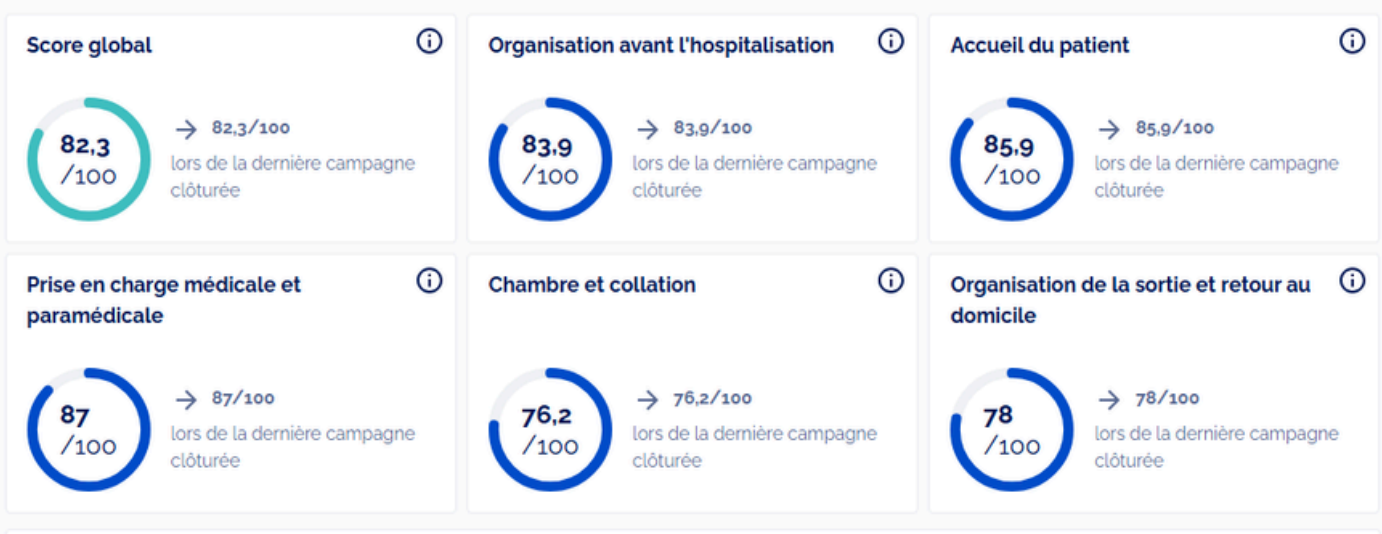 Score global
82,3
/100
→ 82,3/100
lors de la dernière campagne
clôturée
Organisation avant l'hospitalisation
83,9
/100
→ 83,9/100
lors de la dernière campagne
clôturée
Accueil du patient
85,9
/100
→ 85,9/100
lors de la dernière campagne
clôturée
Prise en charge médicale et
paramédicale
87
/100
→ 87/100
lors de la dernière campagne
clôturée
Chambre et collation
76,2
/100
→ 76,2/100
lors de la dernière campagne
clôturée
Organisation de la sortie et retour au
domicile
78
/100
→ 78/100
lors de la dernière campagne
clôturée